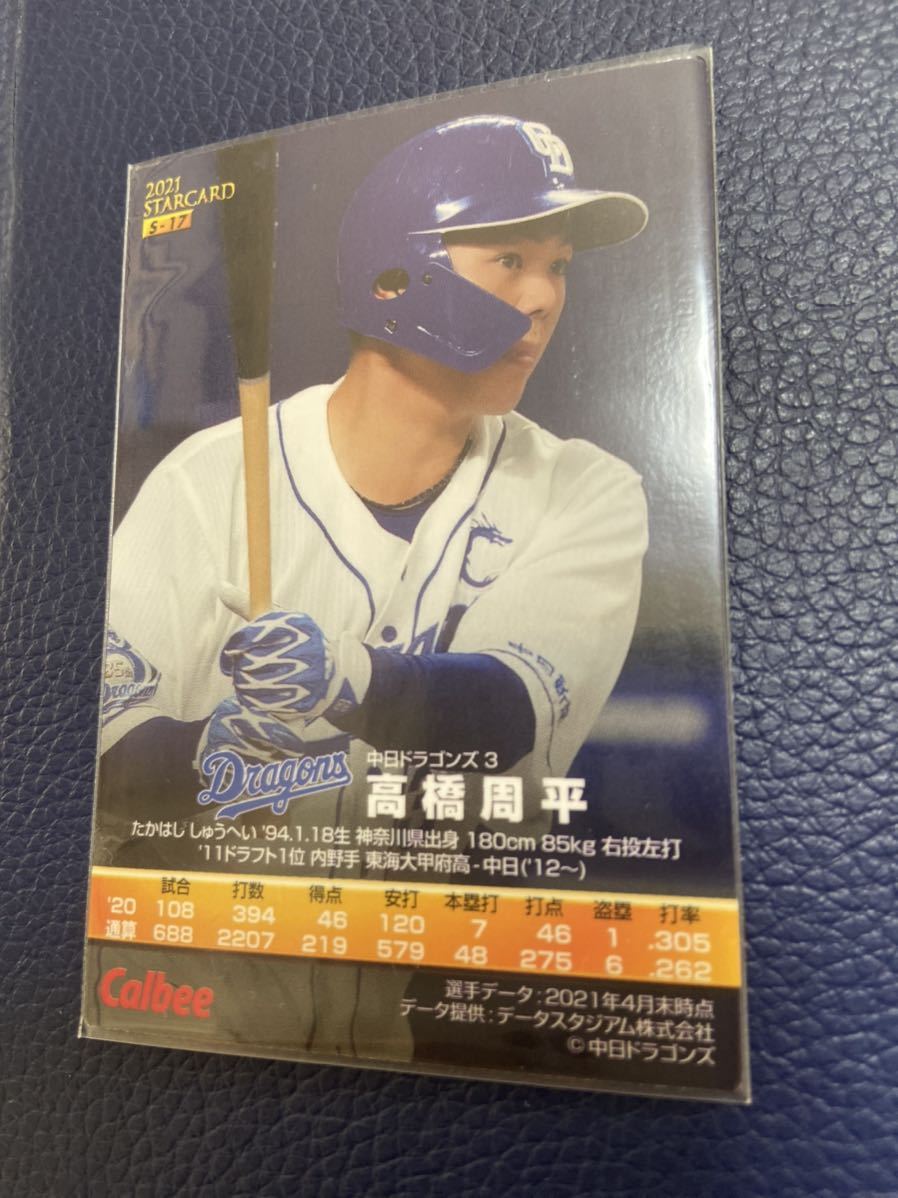 2021
STARCARD
S-17
CD
35th
Dragons
中日新聞
Dragons
中日ドラゴンズ 3
高橋周平
たかはし しゅうへい '94.1.18生 神奈川県出身 180cm 85kg 右投左打
'11ドラフト1位 内野手 東海大甲府高-中日('12〜)
試合 打数 得点 安打 本塁打 打点 盗塁 打率
'20 108 394 46 120 7 46 1 .305
通算 688 2207 219 579 48 275 6 .262
Calbee
選手データ：2021年4月末時点
データ提供：データスタジアム株式会社
©中日ドラゴンズ